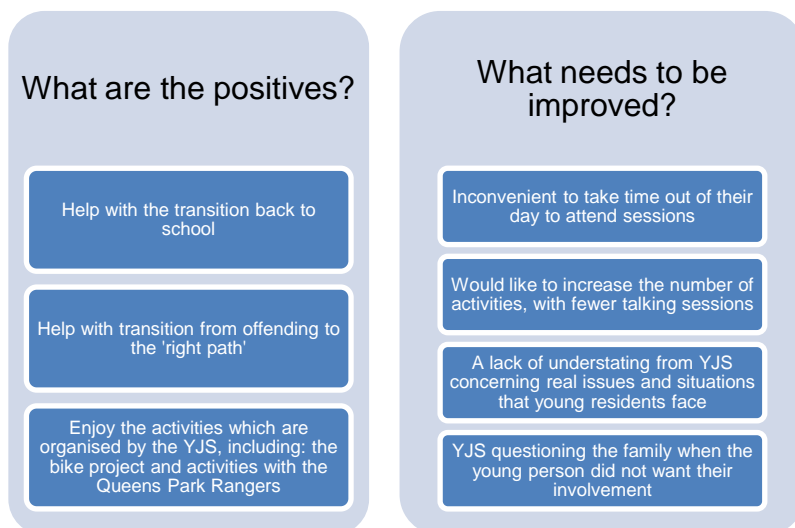 What are the positives?
Help with the transition back to
school
Help with transition from offending to
the 'right path'
Enjoy the activities which are
organised by the YJS, including: the
bike project and activities with the
Queens Park Rangers
What needs to be
improved?
Inconvenient to take time out of their
day to attend sessions
Would like to increase the number of
activities, with fewer talking sessions
A lack of understating from YJS
concerning real issues and situations
that young residents face
YJS questioning the family when the
young person did not want their
involvement